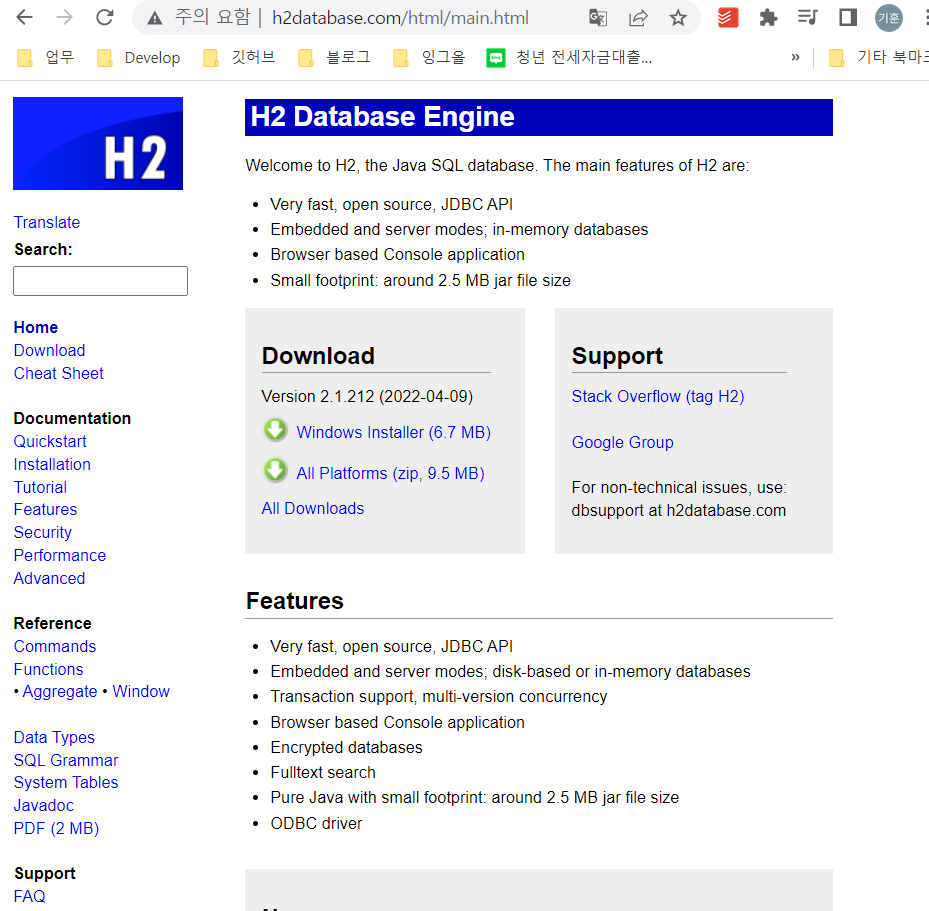 주의 요함 | h2database.com/html/main.html
기훈
업무
Develop
깃허브
블로그
잉그올
청년 전세자금대출...
»
기타 북마크
H2
Translate
Search:
Home
Download
Cheat Sheet
Documentation
Quickstart
Installation
Tutorial
Features
Security
Performance
Advanced
Reference
Commands
Functions
• Aggregate • Window
Data Types
SQL Grammar
System Tables
Javadoc
PDF (2 MB)
Support
FAQ
H2 Database Engine
Welcome to H2, the Java SQL database. The main features of H2 are:
• Very fast, open source, JDBC API
• Embedded and server modes; in-memory databases
• Browser based Console application
• Small footprint: around 2.5 MB jar file size
Download
Version 2.1.212 (2022-04-09)
Windows Installer (6.7 MB)
All Platforms (zip, 9.5 MB)
All Downloads
Support
Stack Overflow (tag H2)
Google Group
For non-technical issues, use:
dbsupport at h2database.com
Features
• Very fast, open source, JDBC API
• Embedded and server modes; disk-based or in-memory databases
• Transaction support, multi-version concurrency
• Browser based Console application
• Encrypted databases
• Fulltext search
• Pure Java with small footprint: around 2.5 MB jar file size
• ODBC driver